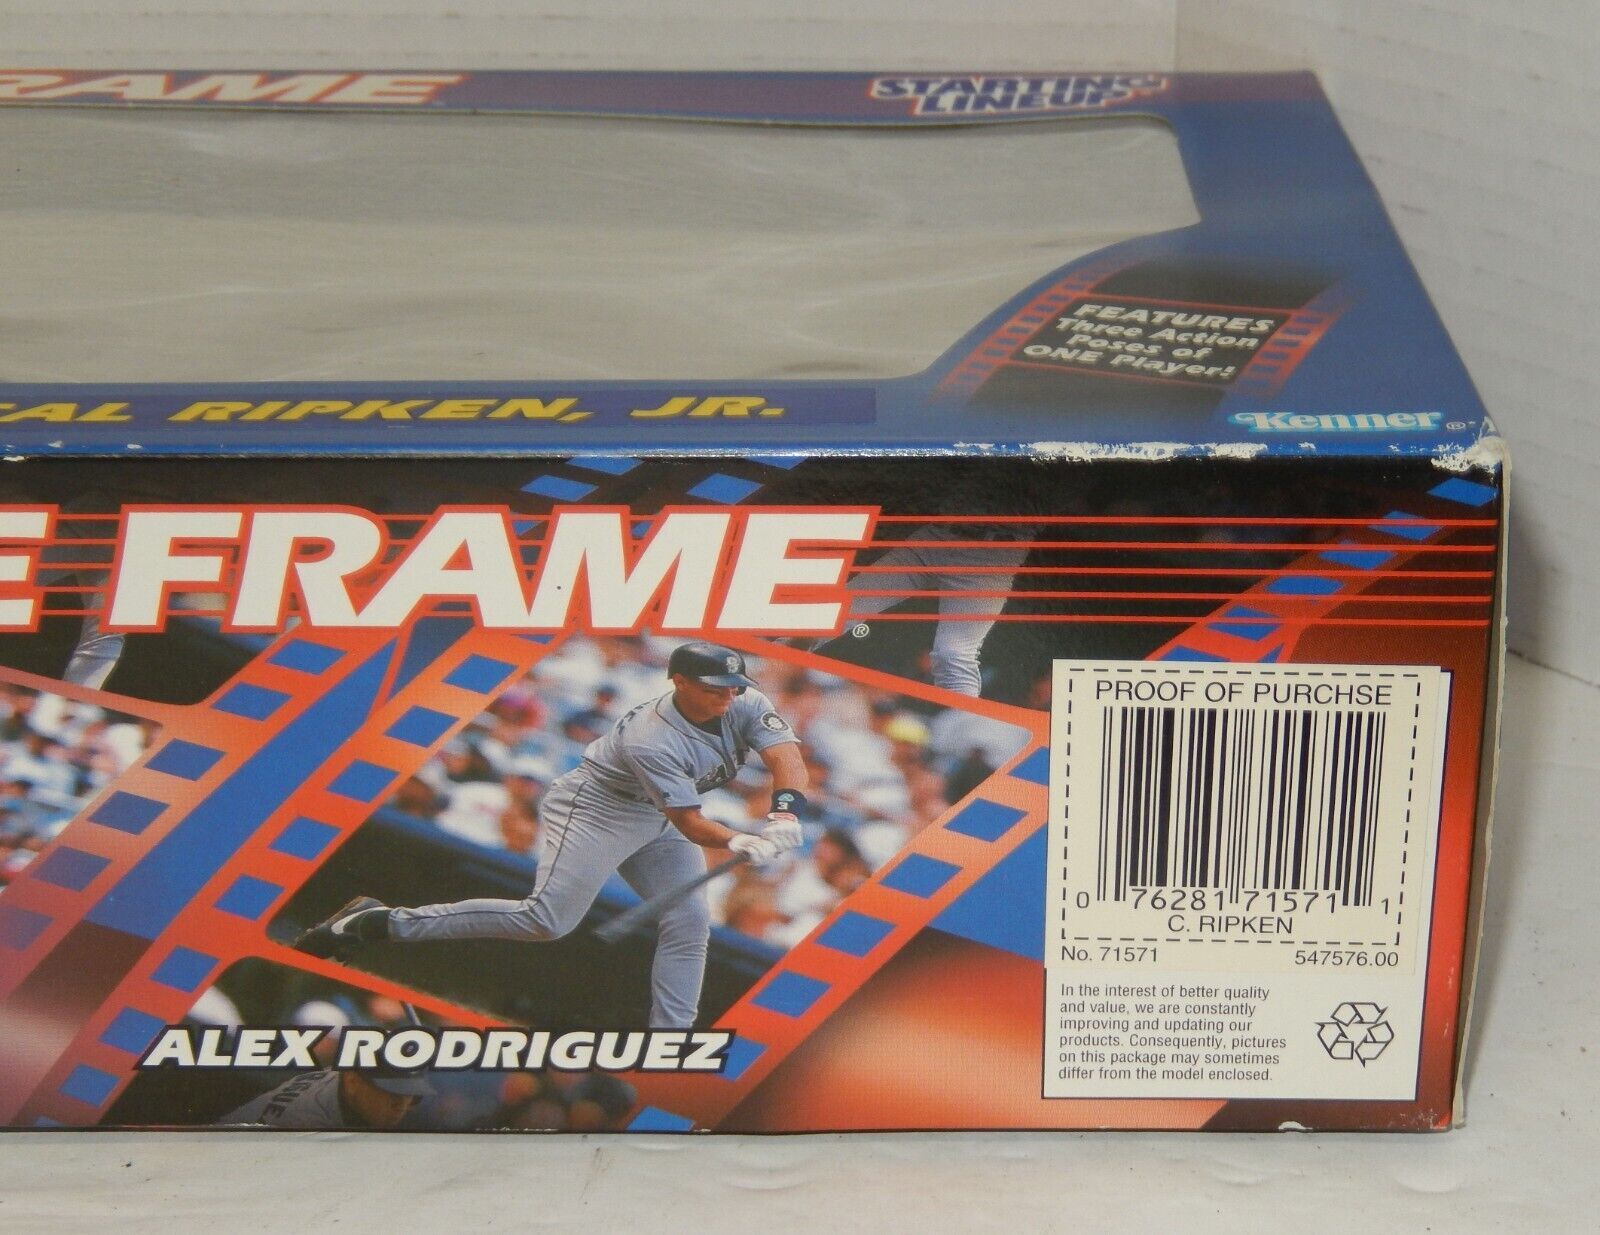 RAME
STARTING
LINEUP
FEATURES
Three Action
Poses of
ONE Player!
CAL RIPKEN, JR.
Kenner®
E FRAME®
PROOF OF PURCHSE
0 76281 71571 1
C. RIPKEN
No. 71571 547576.00
In the interest of better quality
and value, we are constantly
improving and updating our
products. Consequently, pictures
on this package may sometimes
differ from the model enclosed.
ALEX RODRIGUEZ